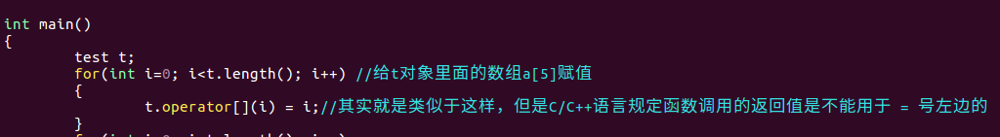 int main()
{
test t;
for(int i=0; i<t.length(); i++) //给t对象里面的数组a[5]赋值
{
t.operator[](i) = i;//其实就是类似于这样，但是C/C++语言规定函数调用的返回值是不能用于 = 号左边的
}